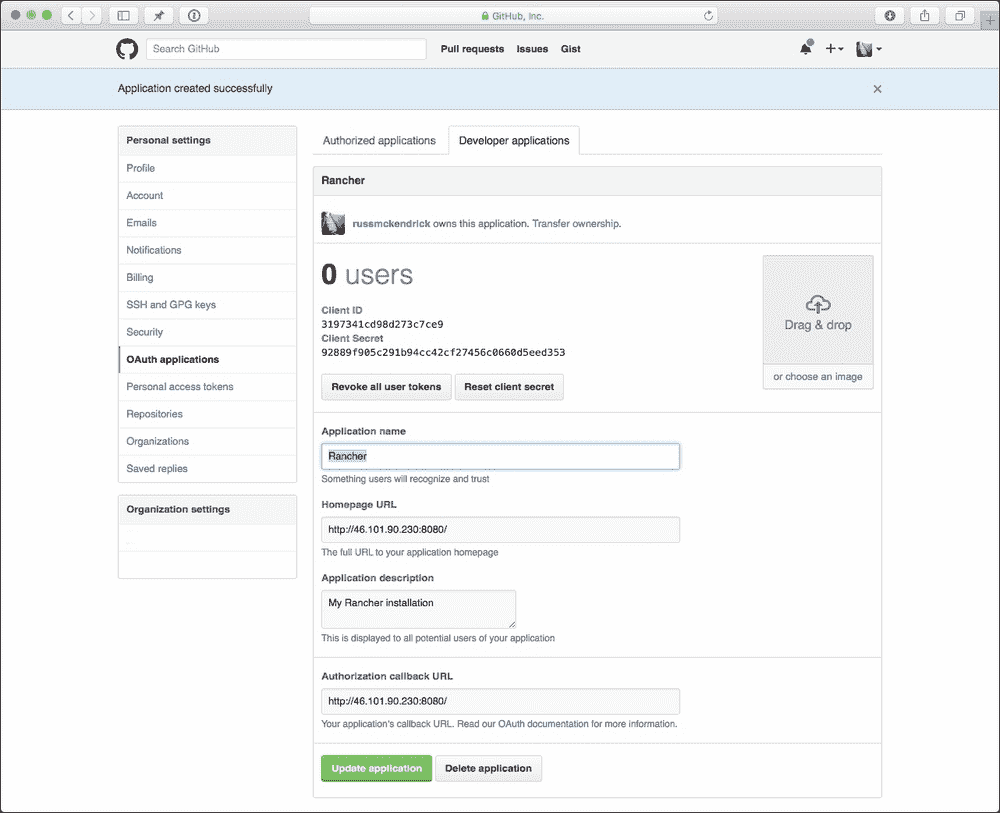 GitHub, Inc.
Search GitHub
Pull requests Issues Gist
Application created successfully
Personal settings
Profile
Account
Emails
Notifications
Billing
SSH and GPG keys
Security
OAuth applications
Personal access tokens
Repositories
Organizations
Saved replies
Organization settings
Authorized applications
Developer applications
Rancher
russmckendrick owns this application. Transfer ownership.
0 users
Client ID
3197341cd98d273c7ce9
Client Secret
92889f905c291b94cc42cf27456c0660d5eed353
Revoke all user tokens
Reset client secret
Drag & drop
or choose an image
Application name
Rancher
Something users will recognize and trust
Homepage URL
http://46.101.90.230:8080/
The full URL to your application homepage
Application description
My Rancher installation
This is displayed to all potential users of your application
Authorization callback URL
http://46.101.90.230:8080/
Your application's callback URL. Read our OAuth documentation for more information.
Update application
Delete application